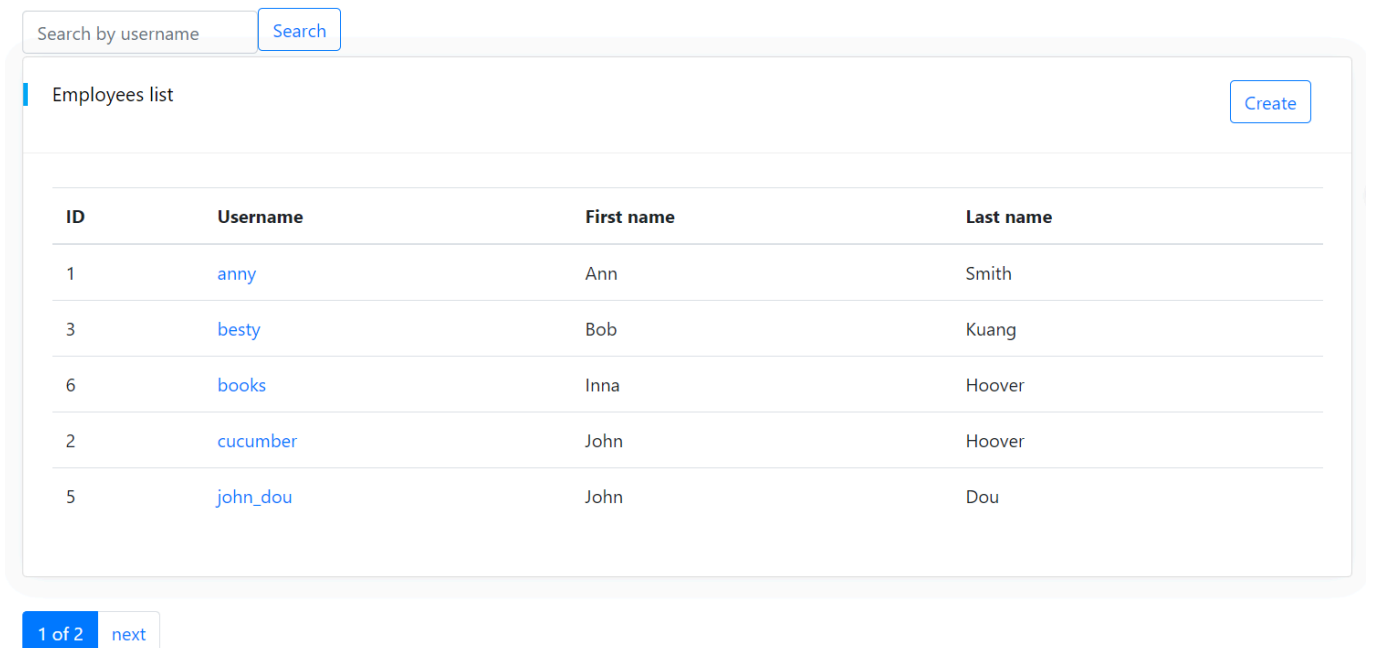 Search by username Search
Employees list Create
ID Username First name Last name
1 anny Ann Smith
3 besty Bob Kuang
6 books Inna Hoover
2 cucumber John Hoover
5 john_dou John Dou
1 of 2 next